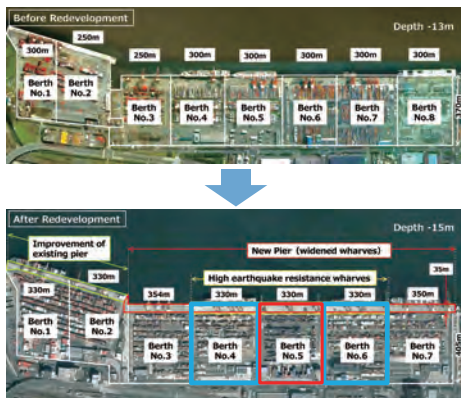 Before Redevelopment
Depth -13m
250m
300m
250m
300m
300m
300m
300m
300m
Berth
No.1
Berth
No.2
Berth
No.3
Berth
No.4
Berth
No.5
Berth
No.6
Berth
No.7
Berth
No.8
370m
After Redevelopment
Depth -15m
Improvement of
existing pier
New Pier (widened wharves)
High earthquake resistance wharves
35m
330m
330m
354m
330m
330m
330m
350m
Berth
No.1
Berth
No.2
Berth
No.3
Berth
No.4
Berth
No.5
Berth
No.6
Berth
No.7
405m